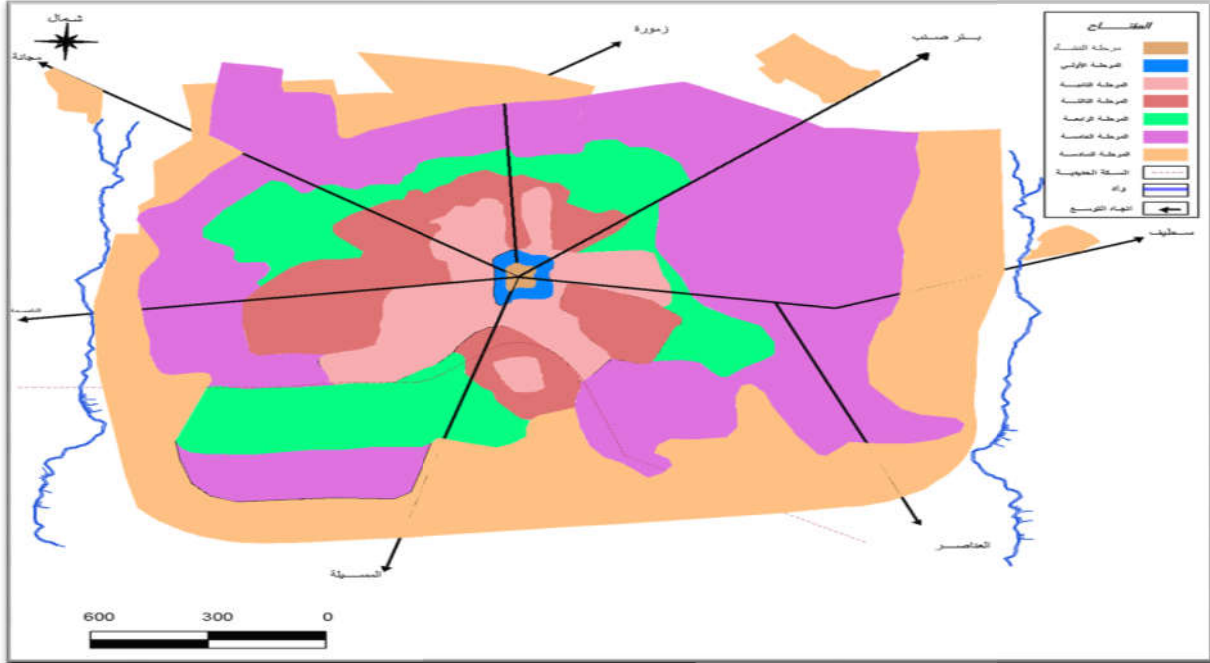 شمال
مجانة
زمورة
بئر صنب
المفتاح
مرحلة النشأة
المرحلة الأولى
المرحلة الثانية
المرحلة الثالثة
المرحلة الرابعة
المرحلة الخامسة
المرحلة السادسة
السكة الحديدية
واد
اتجاه التوسع
سطيف
العناصر
المسيلة
600 300 0